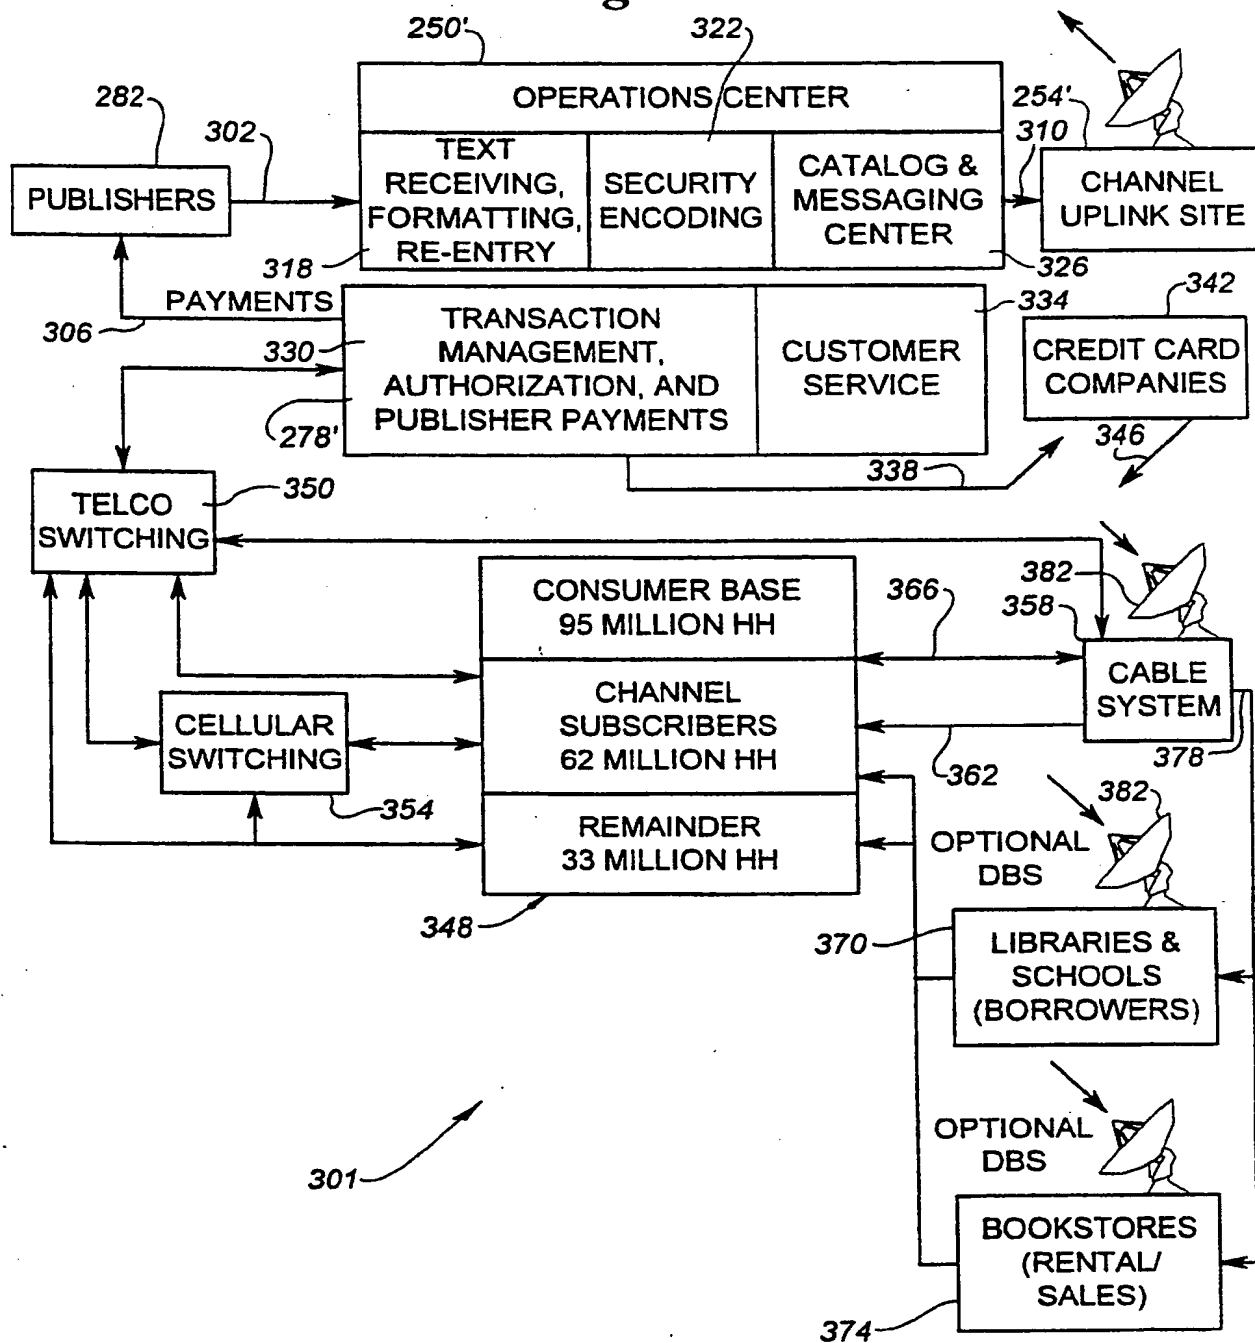 g
250'
322
282
302
OPERATIONS CENTER
254'
310
PUBLISHERS
TEXT
RECEIVING,
FORMATTING,
RE-ENTRY
SECURITY
ENCODING
CATALOG &
MESSAGING
CENTER
CHANNEL
UPLINK SITE
318
326
PAYMENTS
306
330
TRANSACTION
MANAGEMENT,
AUTHORIZATION, AND
PUBLISHER PAYMENTS
278'
CUSTOMER
SERVICE
334
342
CREDIT CARD
COMPANIES
346
338
TELCO
SWITCHING
350
CONSUMER BASE
95 MILLION HH
366
382
358
CHANNEL
SUBSCRIBERS
62 MILLION HH
CABLE
SYSTEM
CELLULAR
SWITCHING
362
378
354
REMAINDER
33 MILLION HH
382
OPTIONAL
DBS
348
370
LIBRARIES &
SCHOOLS
(BORROWERS)
OPTIONAL
DBS
301
BOOKSTORES
(RENTAL/
SALES)
374